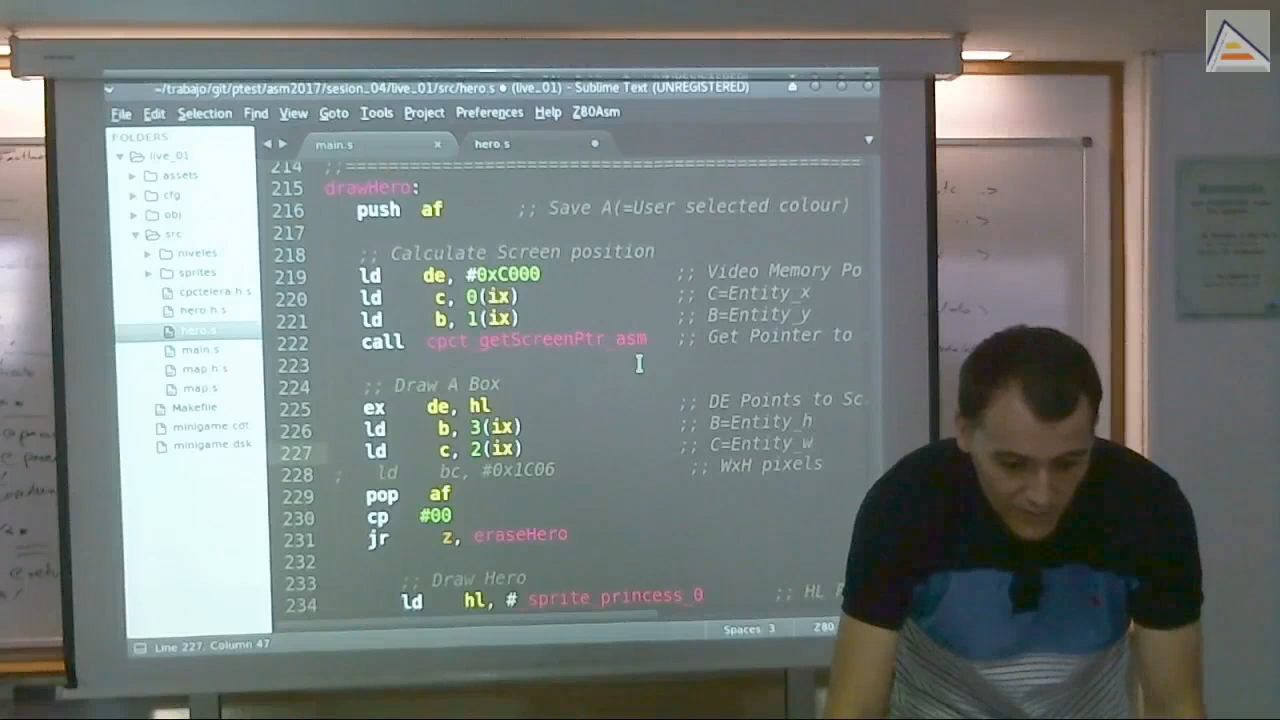 ~/trabajo/git/ptest/asm2017/sesion_04/live_01/src/hero.s • (live_01) - Sublime Text (UNREGISTERED)
File Edit Selection Find View Goto Tools Project Preferences Help Z80Asm
FOLDERS
live_01
assets
cfg
obj
src
niveles
sprites
cpctelera.h.s
hero.h.s
hero.s
main.s
map.h.s
map.s
Makefile
minigame.cdt
minigame.dsk
main.s × hero.s
214 ;;====================================================
215 drawHero:
216 push af ;; Save A(=User selected colour)
217
218 ;; Calculate Screen position
219 ld de, #0xC000 ;; Video Memory Po
220 ld c, 0(ix) ;; C=Entity_x
221 ld b, 1(ix) ;; B=Entity_y
222 call cpct_getScreenPtr_asm ;; Get Pointer to
223
224 ;; Draw A Box
225 ex de, hl ;; DE Points to Sc
226 ld b, 3(ix) ;; B=Entity_h
227 ld c, 2(ix) ;; C=Entity_w
228 ; ld bc, #0x1C06 ;; WxH pixels
229 pop af
230 cp #00
231 jr z, eraseHero
232
233 ;; Draw Hero
234 ld hl, #_sprite_princess_0 ;; HL
Line 227, Column 47
Spaces 3 Z80